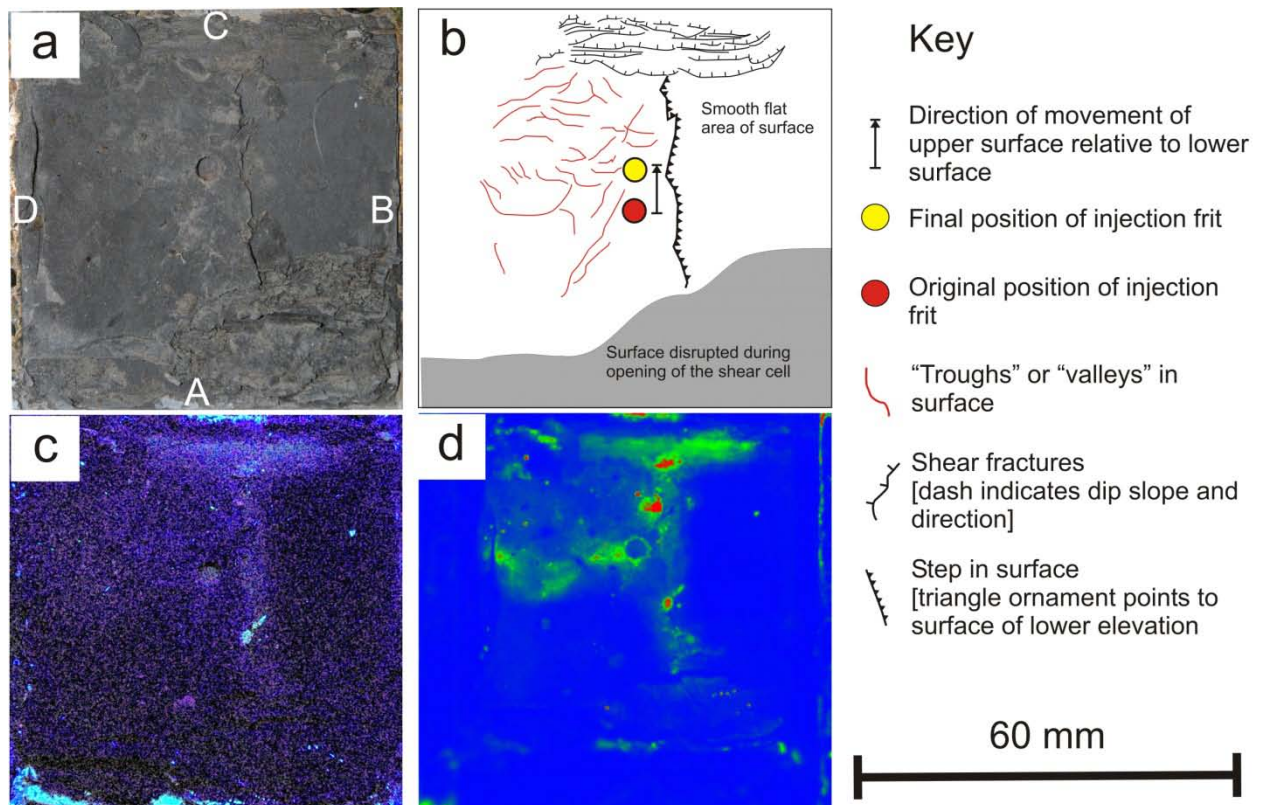 a
C
D
B
A
b
Smooth flat
area of surface
Surface disrupted during
opening of the shear cell
c
d
Key
Direction of movement of
upper surface relative to lower
surface
Final position of injection frit
Original position of injection
frit
“Troughs” or “valleys” in
surface
Shear fractures
[dash indicates dip slope and
direction]
Step in surface
[triangle ornament points to
surface of lower elevation
60 mm